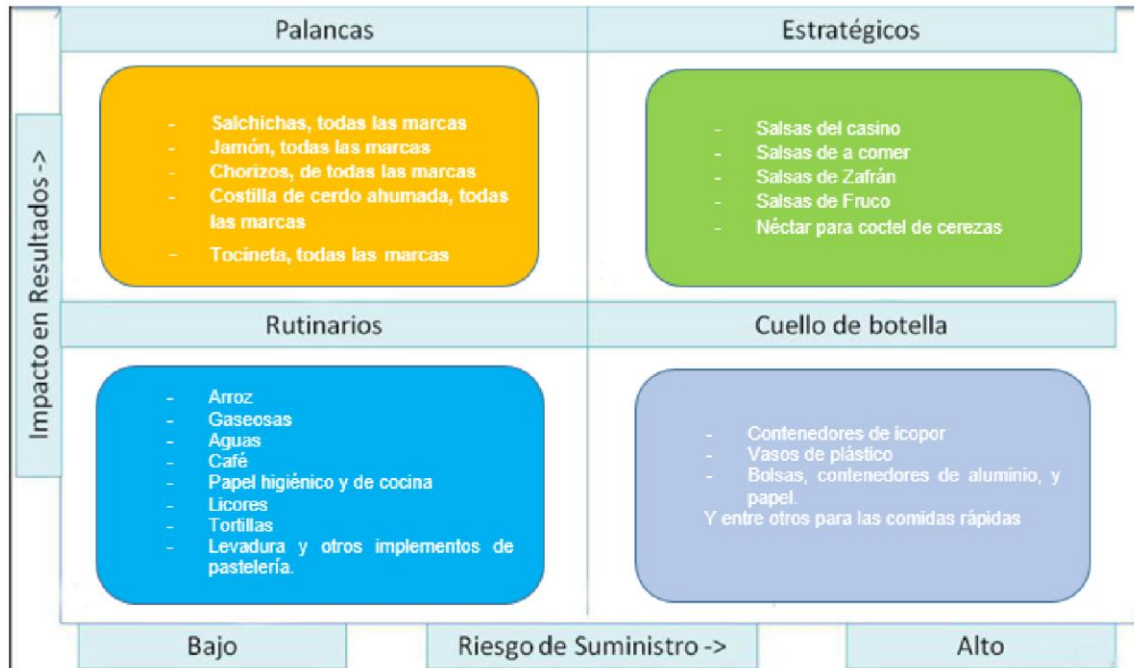 Palancas
Estratégicos
Impacto en Resultados ->
- Salchichas, todas las marcas
- Jamón, todas las marcas
- Chorizos, de todas las marcas
- Costilla de cerdo ahumada, todas
las marcas
- Tocineta, todas las marcas
- Salsas del casino
- Salsas de a comer
- Salsas de Zafrán
- Salsas de Fruco
- Néctar para coctel de cerezas
Rutinarios
Cuello de botella
- Arroz
- Gaseosas
- Aguas
- Café
- Papel higiénico y de cocina
- Licores
- Tortillas
- Levadura y otros implementos de
pastelería.
- Contenedores de icopor
- Vasos de plástico
- Bolsas, contenedores de aluminio, y
papel.
Y entre otros para las comidas rápidas
Bajo
Riesgo de Suministro ->
Alto